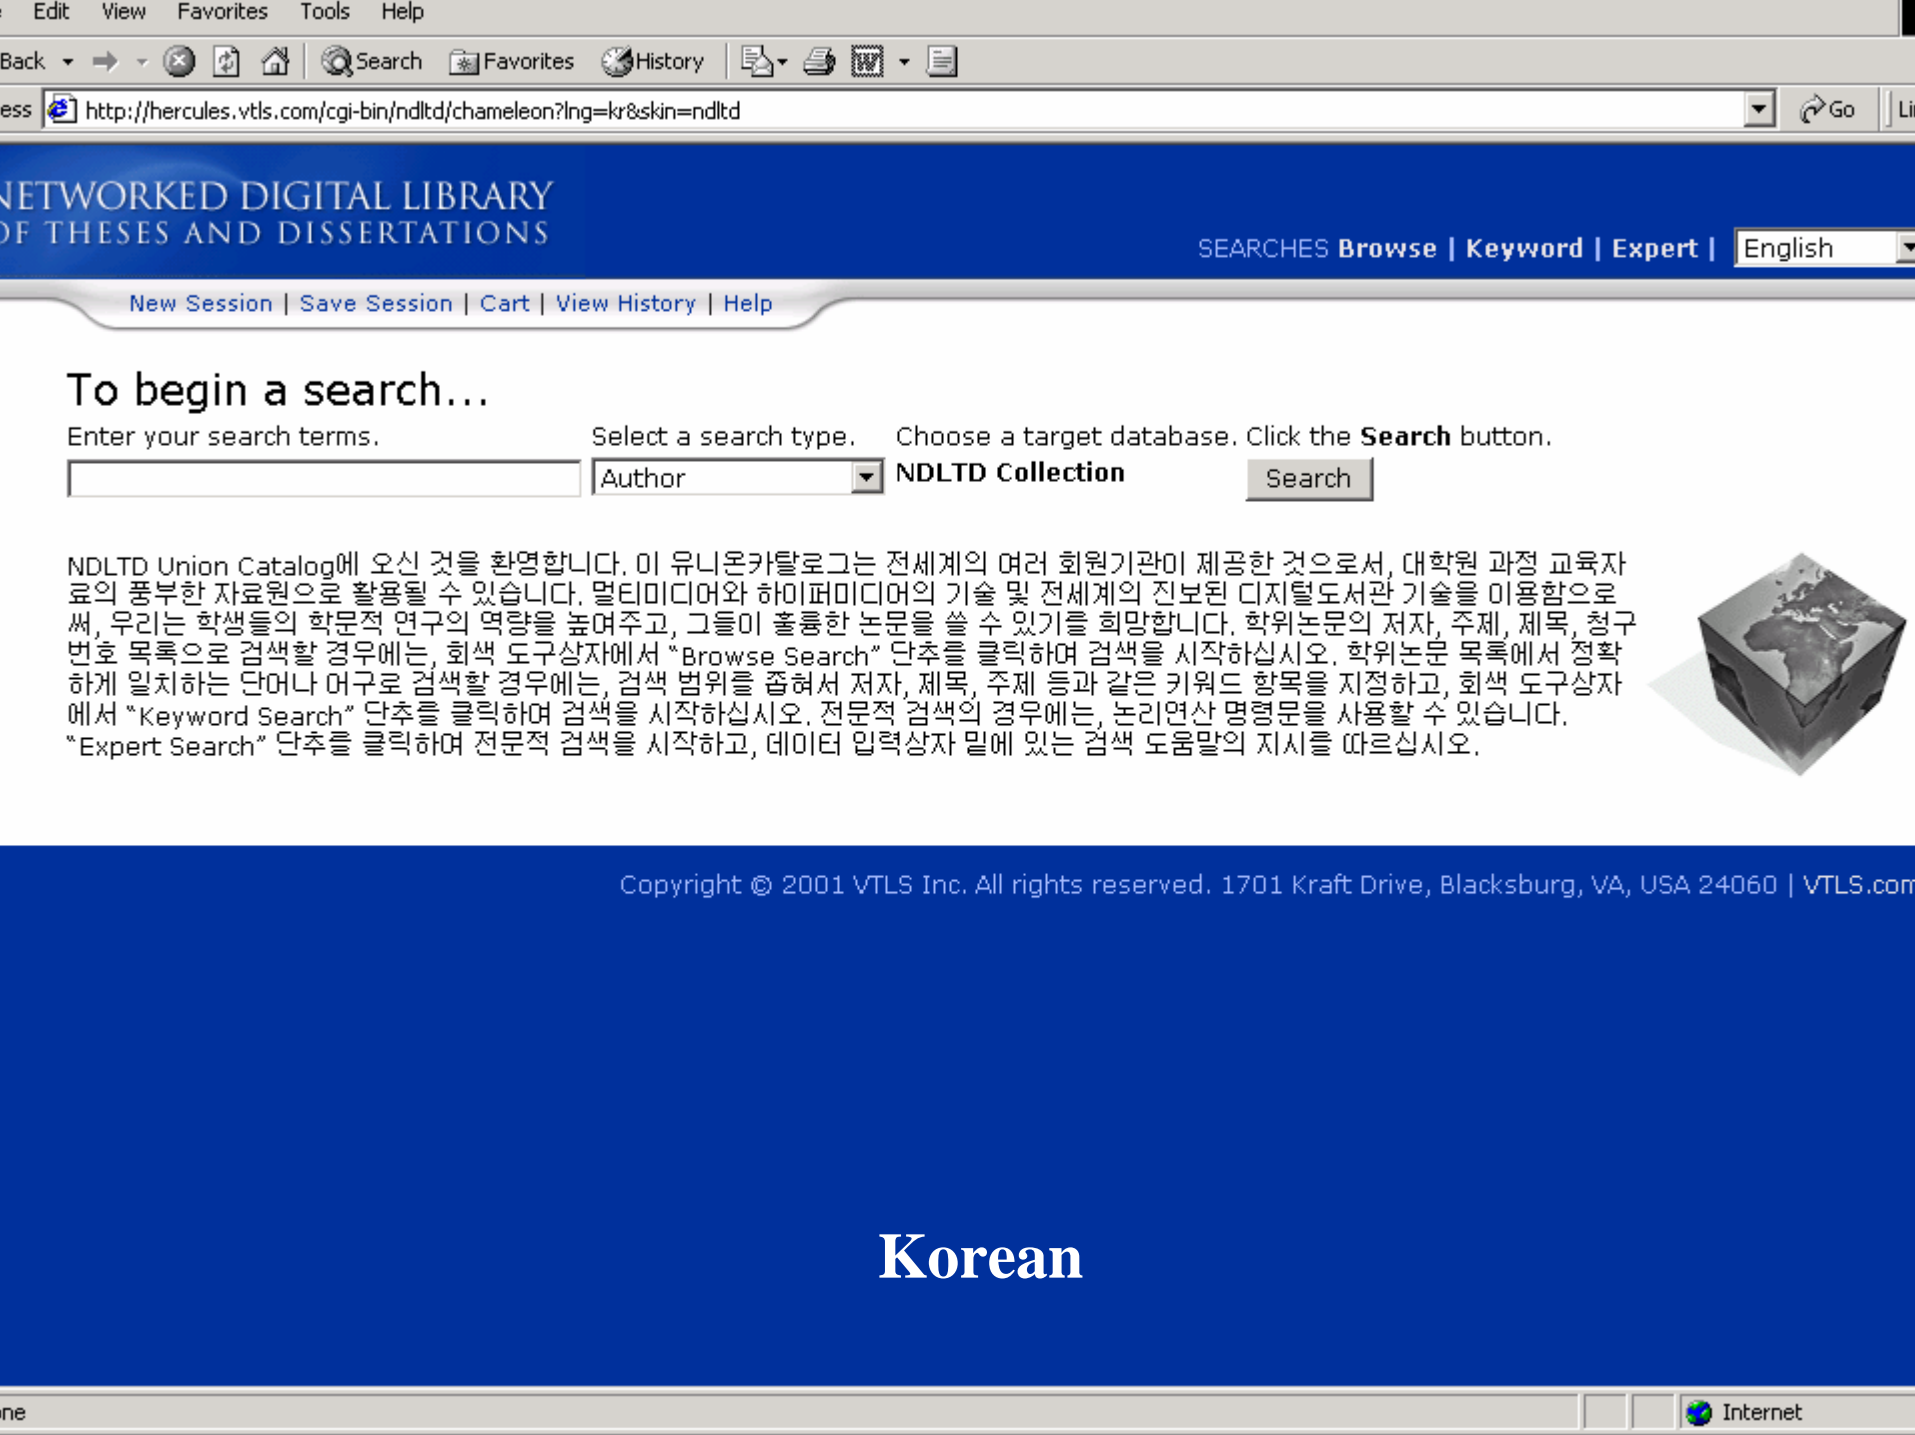 Edit View Favorites Tools Help
Back Search Favorites History
http://hercules.vtls.com/cgi-bin/ndltd/chameleon?lng=kr&skin=ndltd Go
NETWORKED DIGITAL LIBRARY
OF THESES AND DISSERTATIONS
SEARCHES Browse | Keyword | Expert | English
New Session | Save Session | Cart | View History | Help
To begin a search...
Enter your search terms. Select a search type. Choose a target database. Click the Search button.
Author NDLTD Collection Search
NDLTD Union Catalog에 오신 것을 환영합니다. 이 유니온카탈로그는 전세계의 여러 회원기관이 제공한 것으로서, 대학원 과정 교육자
료의 풍부한 자료원으로 활용될 수 있습니다. 멀티미디어와 하이퍼미디어의 기술 및 전세계의 진보된 디지털도서관 기술을 이용함으로
써, 우리는 학생들의 학문적 연구의 역량을 높여주고, 그들이 훌륭한 논문을 쓸 수 있기를 희망합니다. 학위논문의 저자, 주제, 제목, 청구
번호 목록으로 검색할 경우에는, 회색 도구상자에서 "Browse Search" 단추를 클릭하여 검색을 시작하십시오. 학위논문 목록에서 정확
하게 일치하는 단어나 어구로 검색할 경우에는, 검색 범위를 좁혀서 저자, 제목, 주제 등과 같은 키워드 항목을 지정하고, 회색 도구상자
에서 "Keyword Search" 단추를 클릭하여 검색을 시작하십시오. 전문적 검색의 경우에는, 논리연산 명령문을 사용할 수 있습니다.
"Expert Search" 단추를 클릭하여 전문적 검색을 시작하고, 데이터 입력상자 밑에 있는 검색 도움말의 지시를 따르십시오.
Copyright © 2001 VTLS Inc. All rights reserved. 1701 Kraft Drive, Blacksburg, VA, USA 24060 | VTLS.com
Korean
Internet